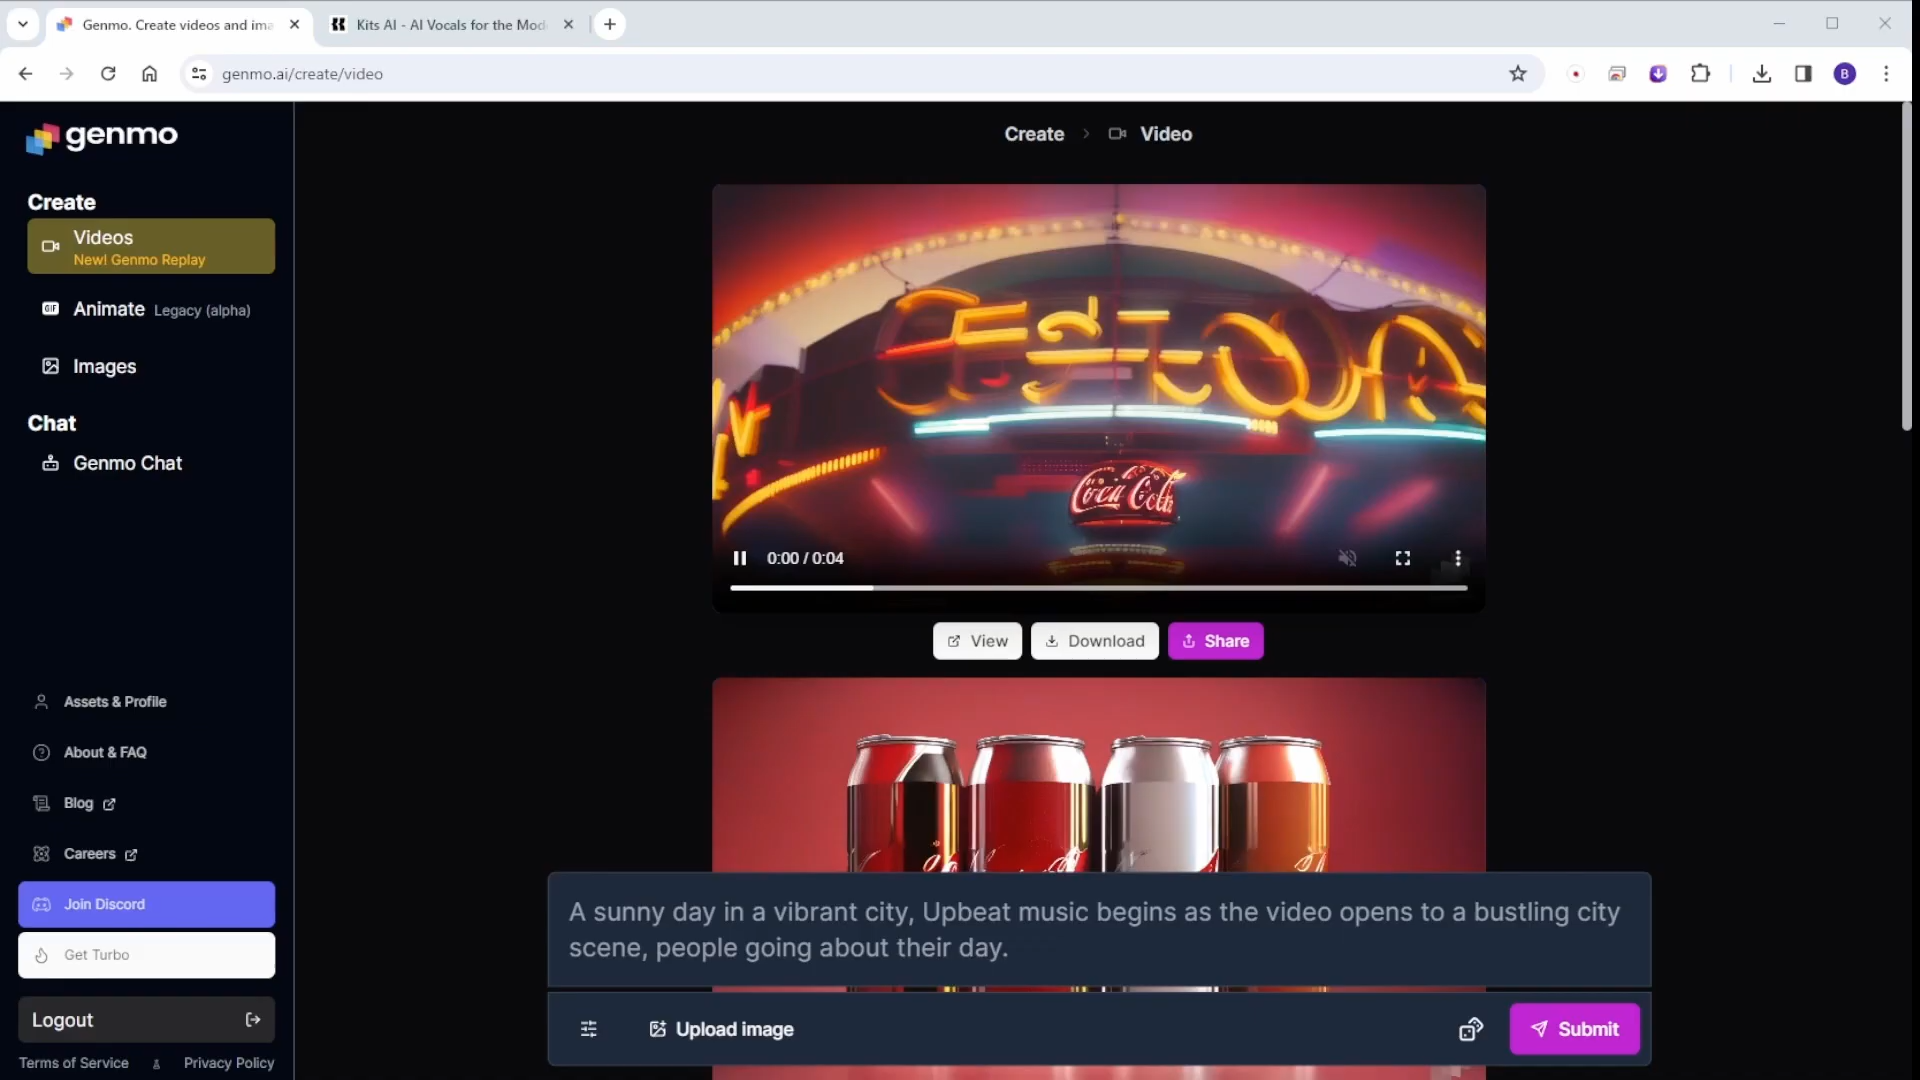 Genmo. Create videos and ima
Kits AI - AI Vocals for the Mod
genmo.ai/create/video
B
genmo
Create
Videos
New! Genmo Replay
GIF
Animate Legacy (alpha)
Images
Chat
Genmo Chat
Assets & Profile
About & FAQ
Blog
Careers
Join Discord
Get Turbo
Logout
Terms of Service
Privacy Policy
Create > Video
Coca Cola
0:00 / 0:04
View
Download
Share
A sunny day in a vibrant city, Upbeat music begins as the video opens to a bustling city
scene, people going about their day.
Upload image
Submit